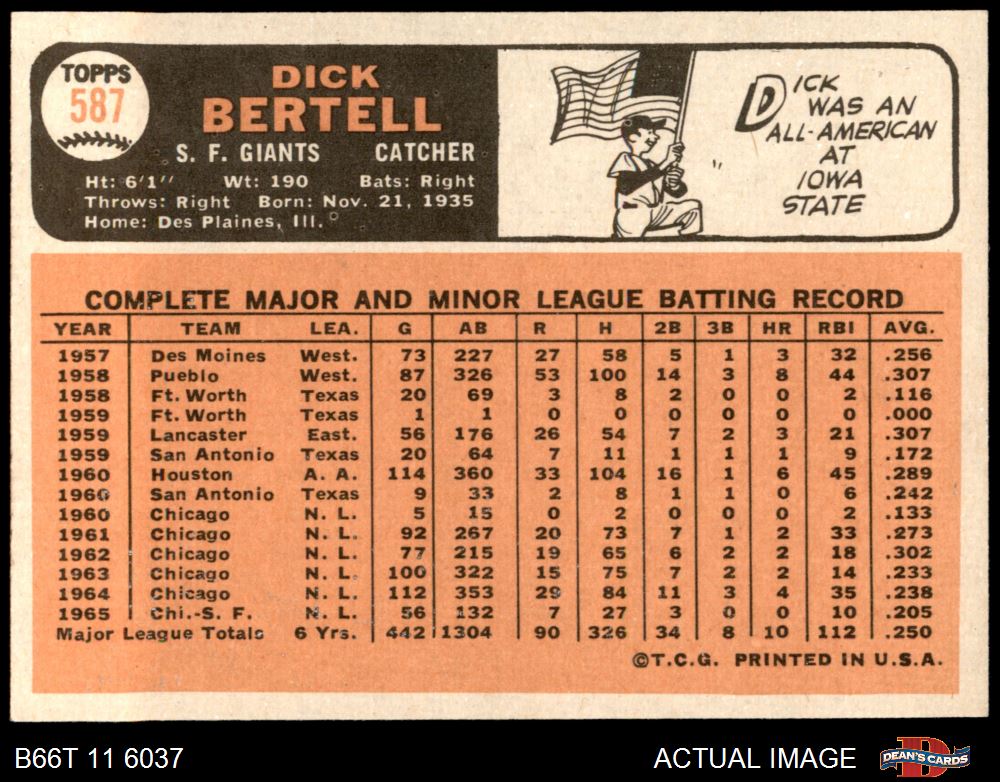 TOPPS
587
DICK
BERTELL
S. F. GIANTS CATCHER
Ht: 6'1" Wt: 190 Bats: Right
Throws: Right Born: Nov. 21, 1935
Home: Des Plaines, Ill.
DICK
WAS AN
ALL-AMERICAN
AT
IOWA
STATE
COMPLETE MAJOR AND MINOR LEAGUE BATTING RECORD
YEAR TEAM LEA. G AB R H 2B 3B HR RBI AVG.
1957 Des Moines West. 73 227 27 58 5 1 3 32 .256
1958 Pueblo West. 87 326 53 100 14 3 8 44 .307
1958 Ft. Worth Texas 20 69 3 8 2 0 0 2 .116
1959 Ft. Worth Texas 1 1 0 0 0 0 0 0 .000
1959 Lancaster East. 56 176 26 54 7 2 3 21 .307
1959 San Antonio Texas 20 64 7 11 1 1 1 9 .172
1960 Houston A. A. 114 360 33 104 16 1 6 45 .289
1960 San Antonio Texas 9 33 2 8 1 1 0 6 .242
1960 Chicago N. L. 5 15 0 2 0 0 0 2 .133
1961 Chicago N. L. 92 267 20 73 7 1 2 33 .273
1962 Chicago N. L. 77 215 19 65 6 2 2 18 .302
1963 Chicago N. L. 100 322 15 75 7 2 2 14 .233
1964 Chicago N. L. 112 353 29 84 11 3 4 35 .238
1965 Chi.-S. F. N. L. 56 132 7 27 3 0 0 10 .205
Major League Totals 6 Yrs. 442 1304 90 326 34 8 10 112 .250
©T.C.G. PRINTED IN U.S.A.
B66T 11 6037 ACTUAL IMAGE DEAN'S CARDS